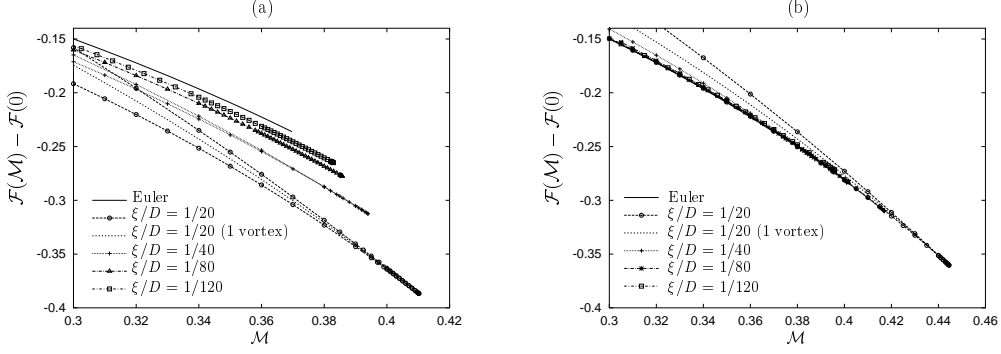 (a)
-0.15
-0.2
-0.25
-0.3
-0.35
-0.4
0.3 0.32 0.34 0.36 0.38 0.4 0.42
ℱ(ℳ) − ℱ(0)
ℳ
Euler
ξ/D = 1/20
ξ/D = 1/20 (1 vortex)
ξ/D = 1/40
ξ/D = 1/80
ξ/D = 1/120
(b)
-0.15
-0.2
-0.25
-0.3
-0.35
-0.4
0.3 0.32 0.34 0.36 0.38 0.4 0.42 0.44 0.46
ℱ(ℳ) − ℱ(0)
ℳ
Euler
ξ/D = 1/20
ξ/D = 1/20 (1 vortex)
ξ/D = 1/40
ξ/D = 1/80
ξ/D = 1/120